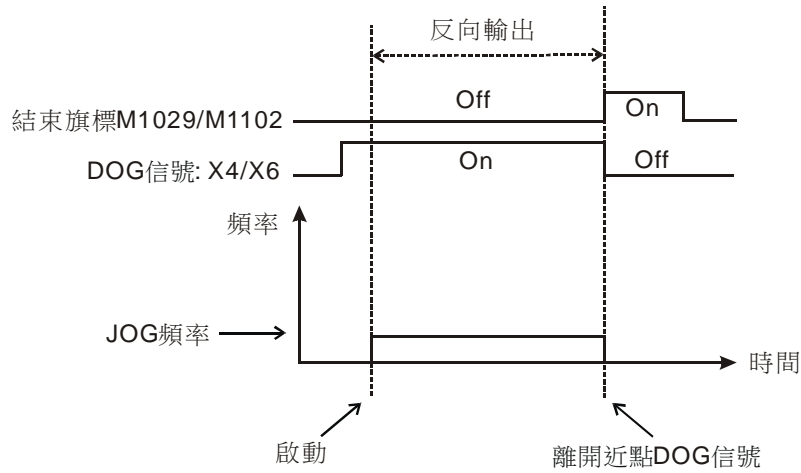 反向輸出
結束旗標M1029/M1102
Off
On
DOG信號: X4/X6
On
Off
頻率
JOG頻率
時間
啟動
離開近點DOG信號